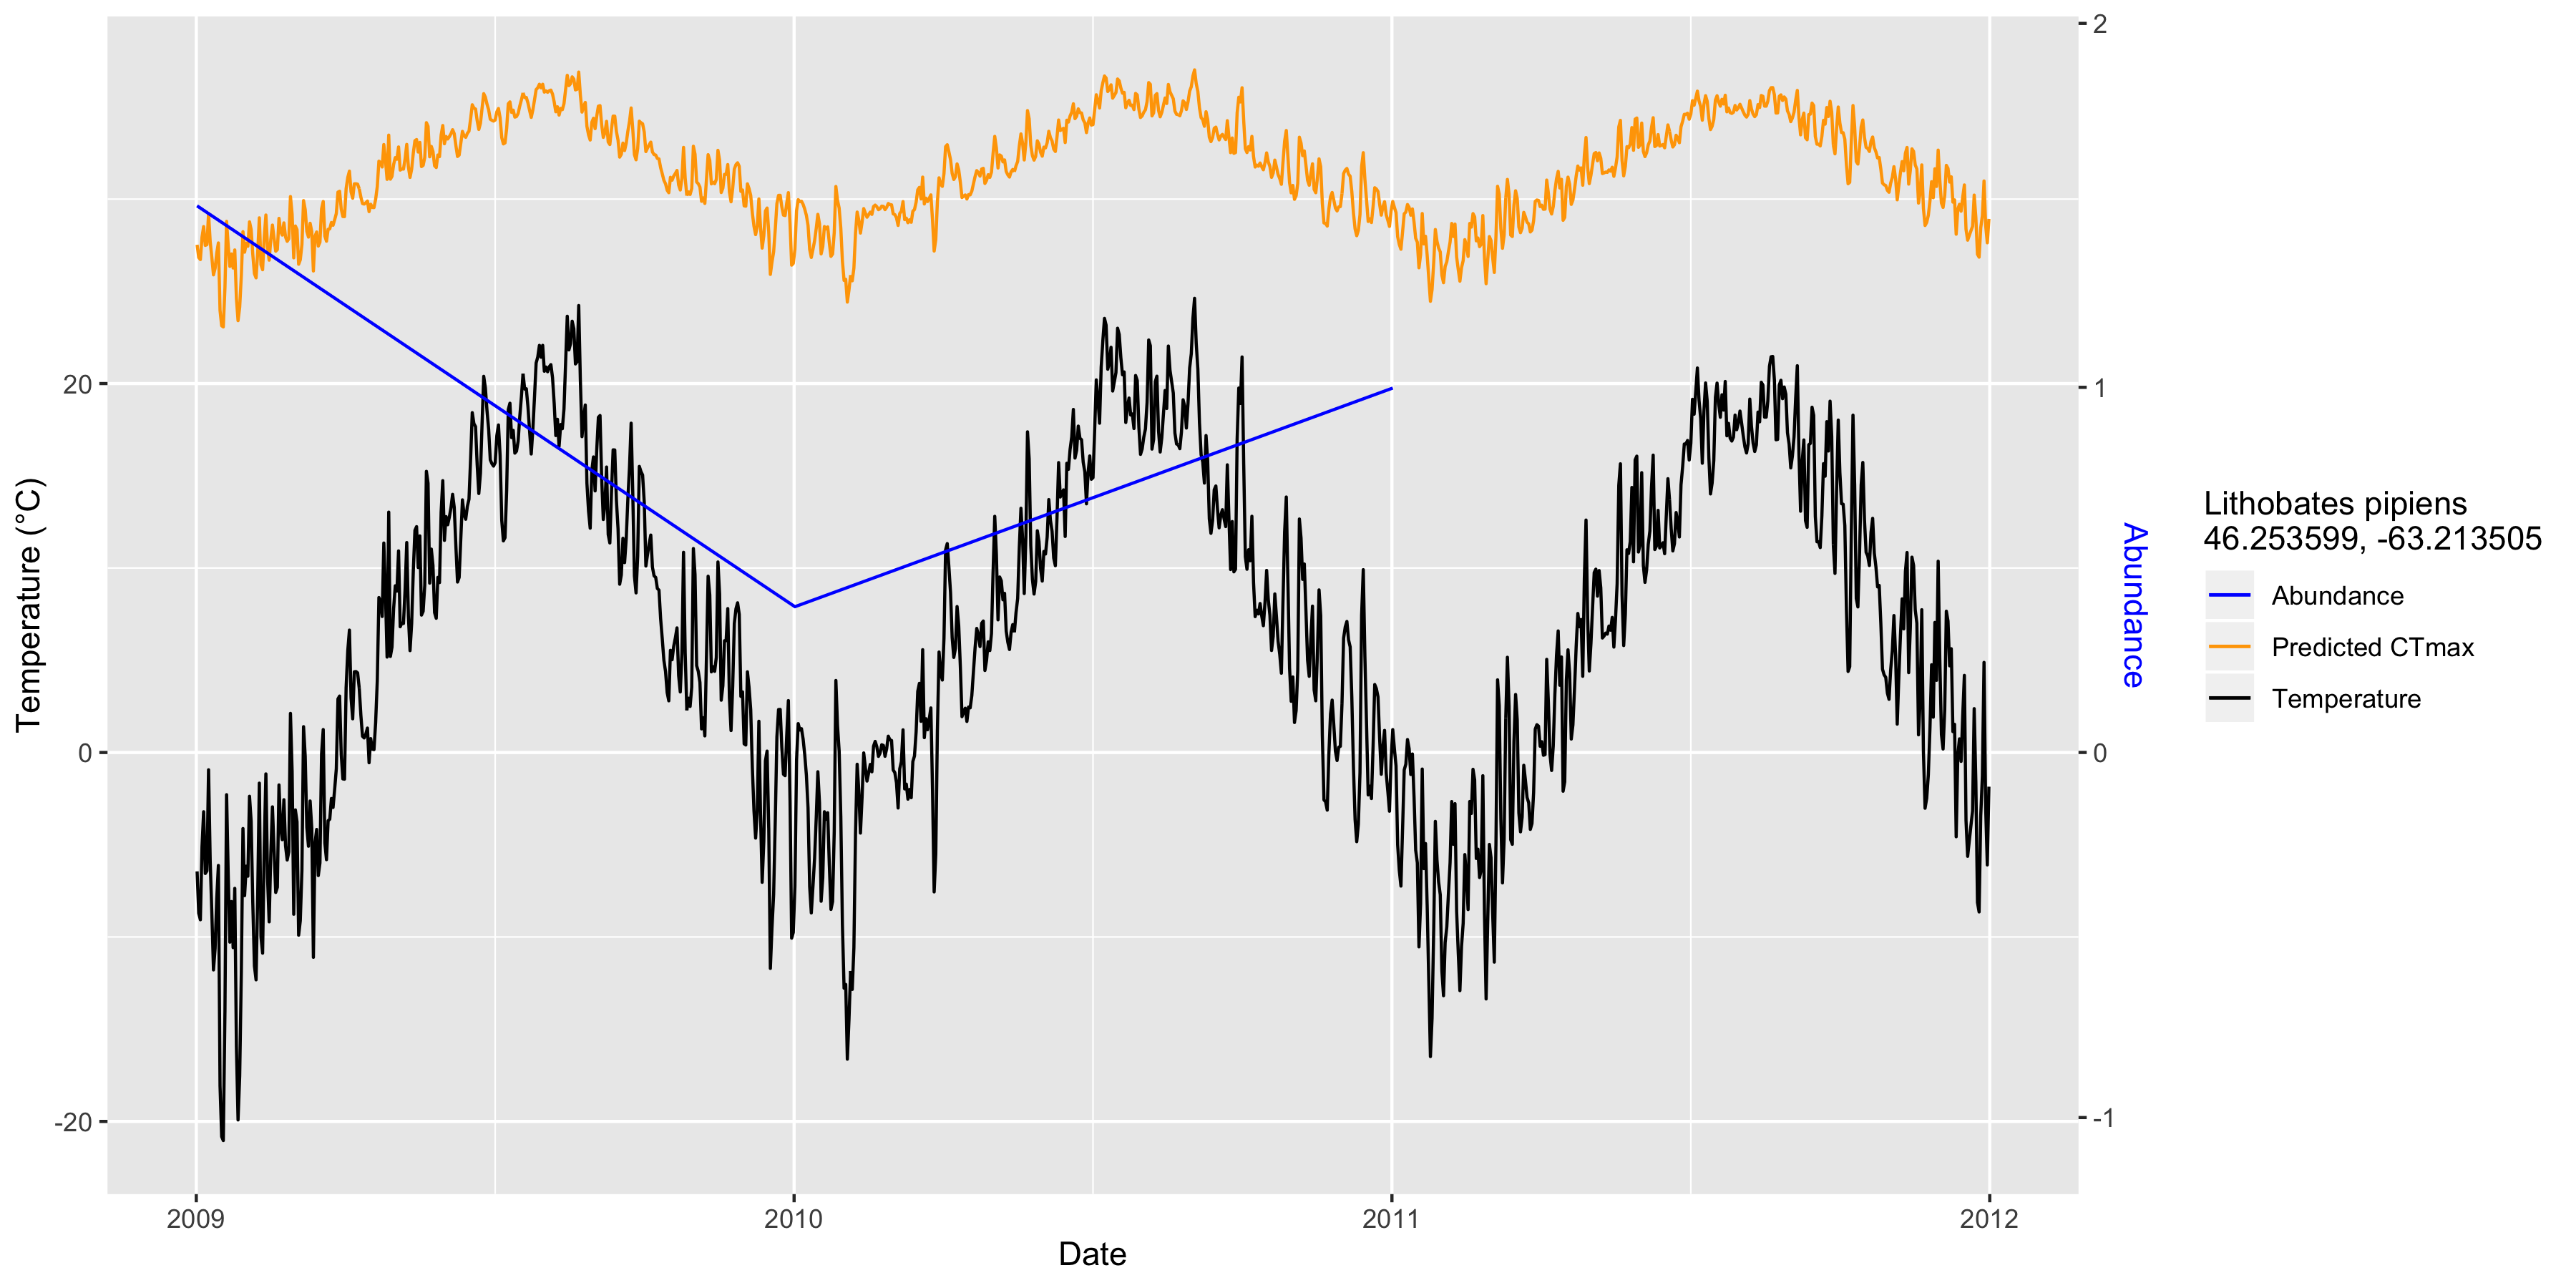 Temperature (°C)
20
0
-20
2009
2010
2011
2012
Date
2
1
0
-1
Abundance
Lithobates pipiens
46.253599, -63.213505
Abundance
Predicted CTmax
Temperature